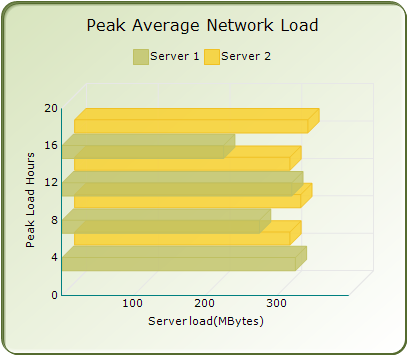 Peak Average Network Load
Server 1 Server 2
Peak Load Hours
20
16
12
8
4
0
100 200 300
Server load(MBytes)